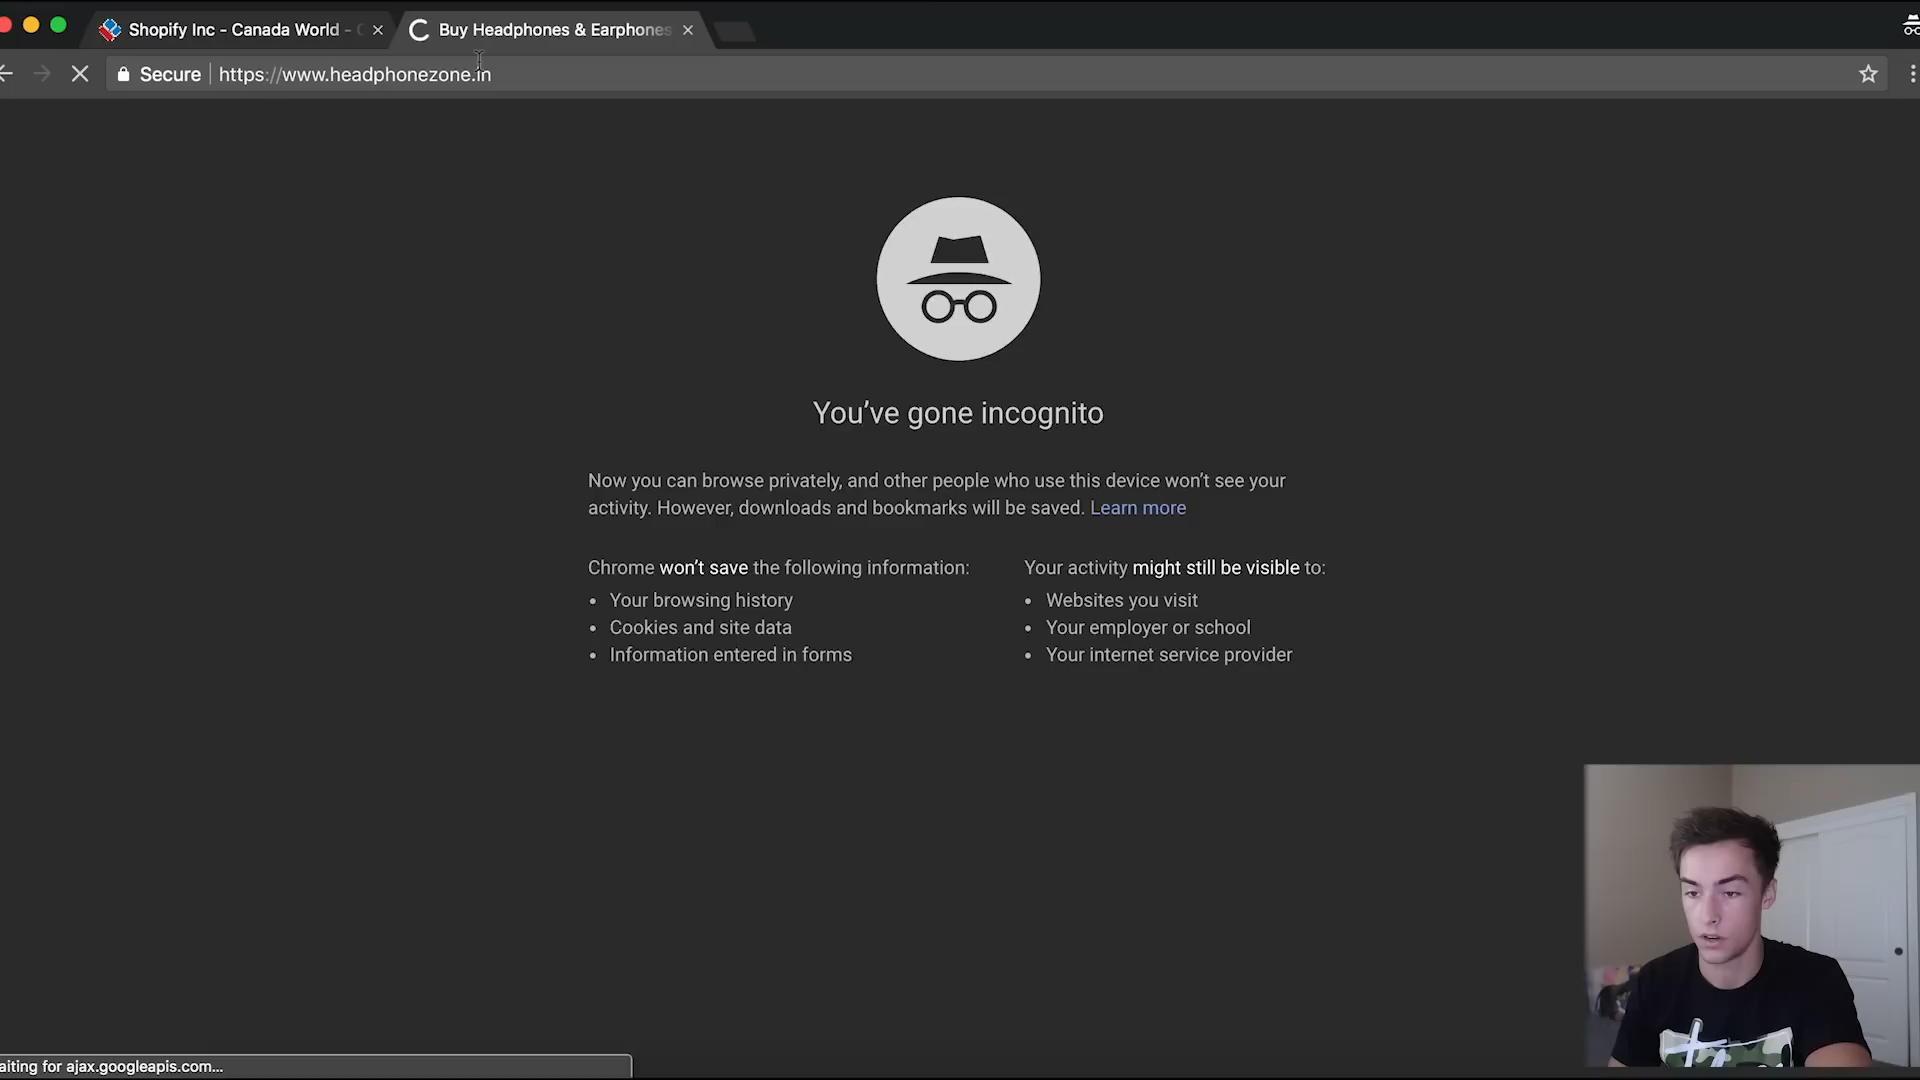 Shopify Inc - Canada World -
Buy Headphones & Earphones
Secure
https://www.headphonezone.in
You've gone incognito
Now you can browse privately, and other people who use this device won't see your
activity. However, downloads and bookmarks will be saved. Learn more
Chrome won't save the following information:
• Your browsing history
• Cookies and site data
• Information entered in forms
Your activity might still be visible to:
• Websites you visit
• Your employer or school
• Your internet service provider
aiting for ajax.googleapis.com...